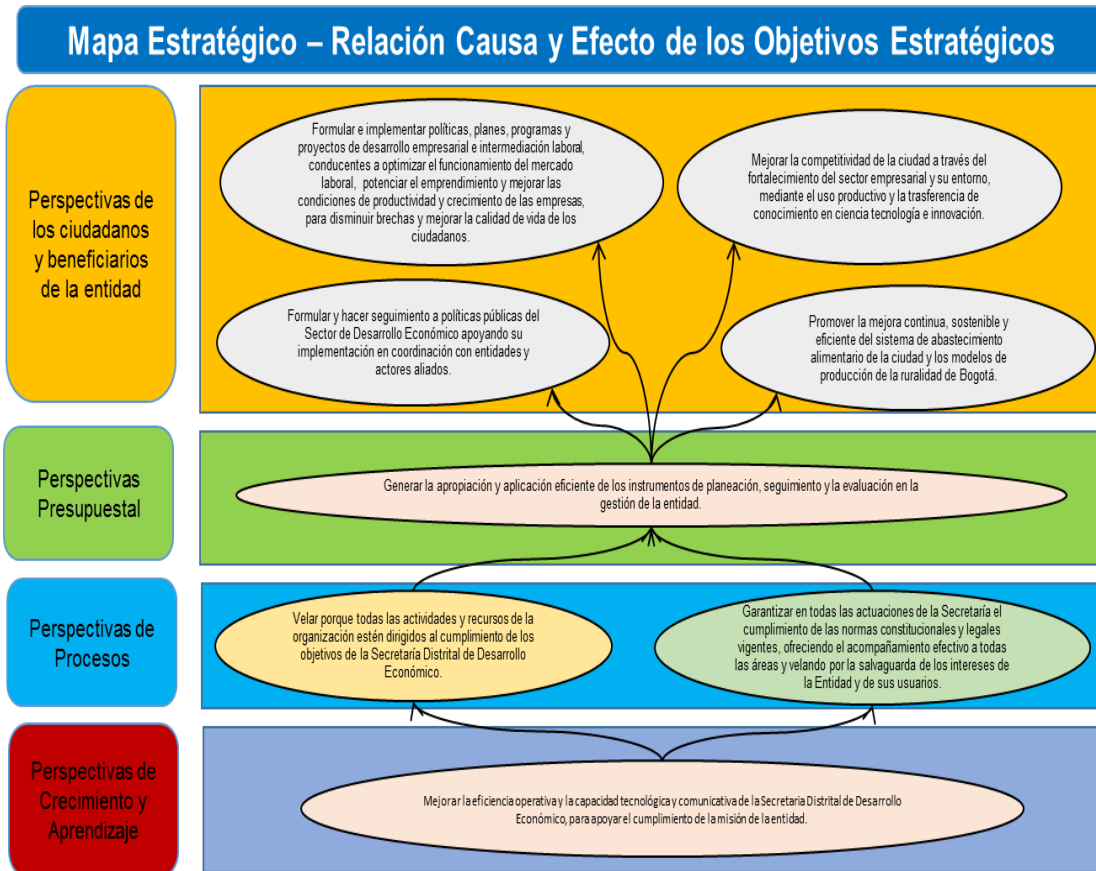 Mapa Estratégico – Relación Causa y Efecto de los Objetivos Estratégicos
Perspectivas de
los ciudadanos
y beneficiarios
de la entidad
Formular e implementar políticas, planes, programas y
proyectos de desarrollo empresarial e intermediación laboral,
conducentes a optimizar el funcionamiento del mercado
laboral, potenciar el emprendimiento y mejorar las
condiciones de productividad y crecimiento de las empresas,
para disminuir brechas y mejorar la calidad de vida de los
ciudadanos.
Mejorar la competitividad de la ciudad a través del
fortalecimiento del sector empresarial y su entorno,
mediante el uso productivo y la trasferencia de
conocimiento en ciencia tecnología e innovación.
Formular y hacer seguimiento a políticas públicas del
Sector de Desarrollo Económico apoyando su
implementación en coordinación con entidades y
actores aliados.
Promover la mejora continua, sostenible y
eficiente del sistema de abastecimiento
alimentario de la ciudad y los modelos de
producción de la ruralidad de Bogotá.
Perspectivas
Presupuestal
Generar la apropiación y aplicación eficiente de los instrumentos de planeación, seguimiento y la evaluación en la
gestión de la entidad.
Perspectivas de
Procesos
Velar porque todas las actividades y recursos de la
organización estén dirigidos al cumplimiento de los
objetivos de la Secretaría Distrital de Desarrollo
Económico.
Garantizar en todas las actuaciones de la Secretaría el
cumplimiento de las normas constitucionales y legales
vigentes, ofreciendo el acompañamiento efectivo a todas
las áreas y velando por la salvaguarda de los intereses de
la Entidad y de sus usuarios.
Perspectivas de
Crecimiento y
Aprendizaje
Mejorar la eficiencia operativa y la capacidad tecnológica y comunicativa de la Secretaria Distrital de Desarrollo
Económico, para apoyar el cumplimiento de la misión de la entidad.